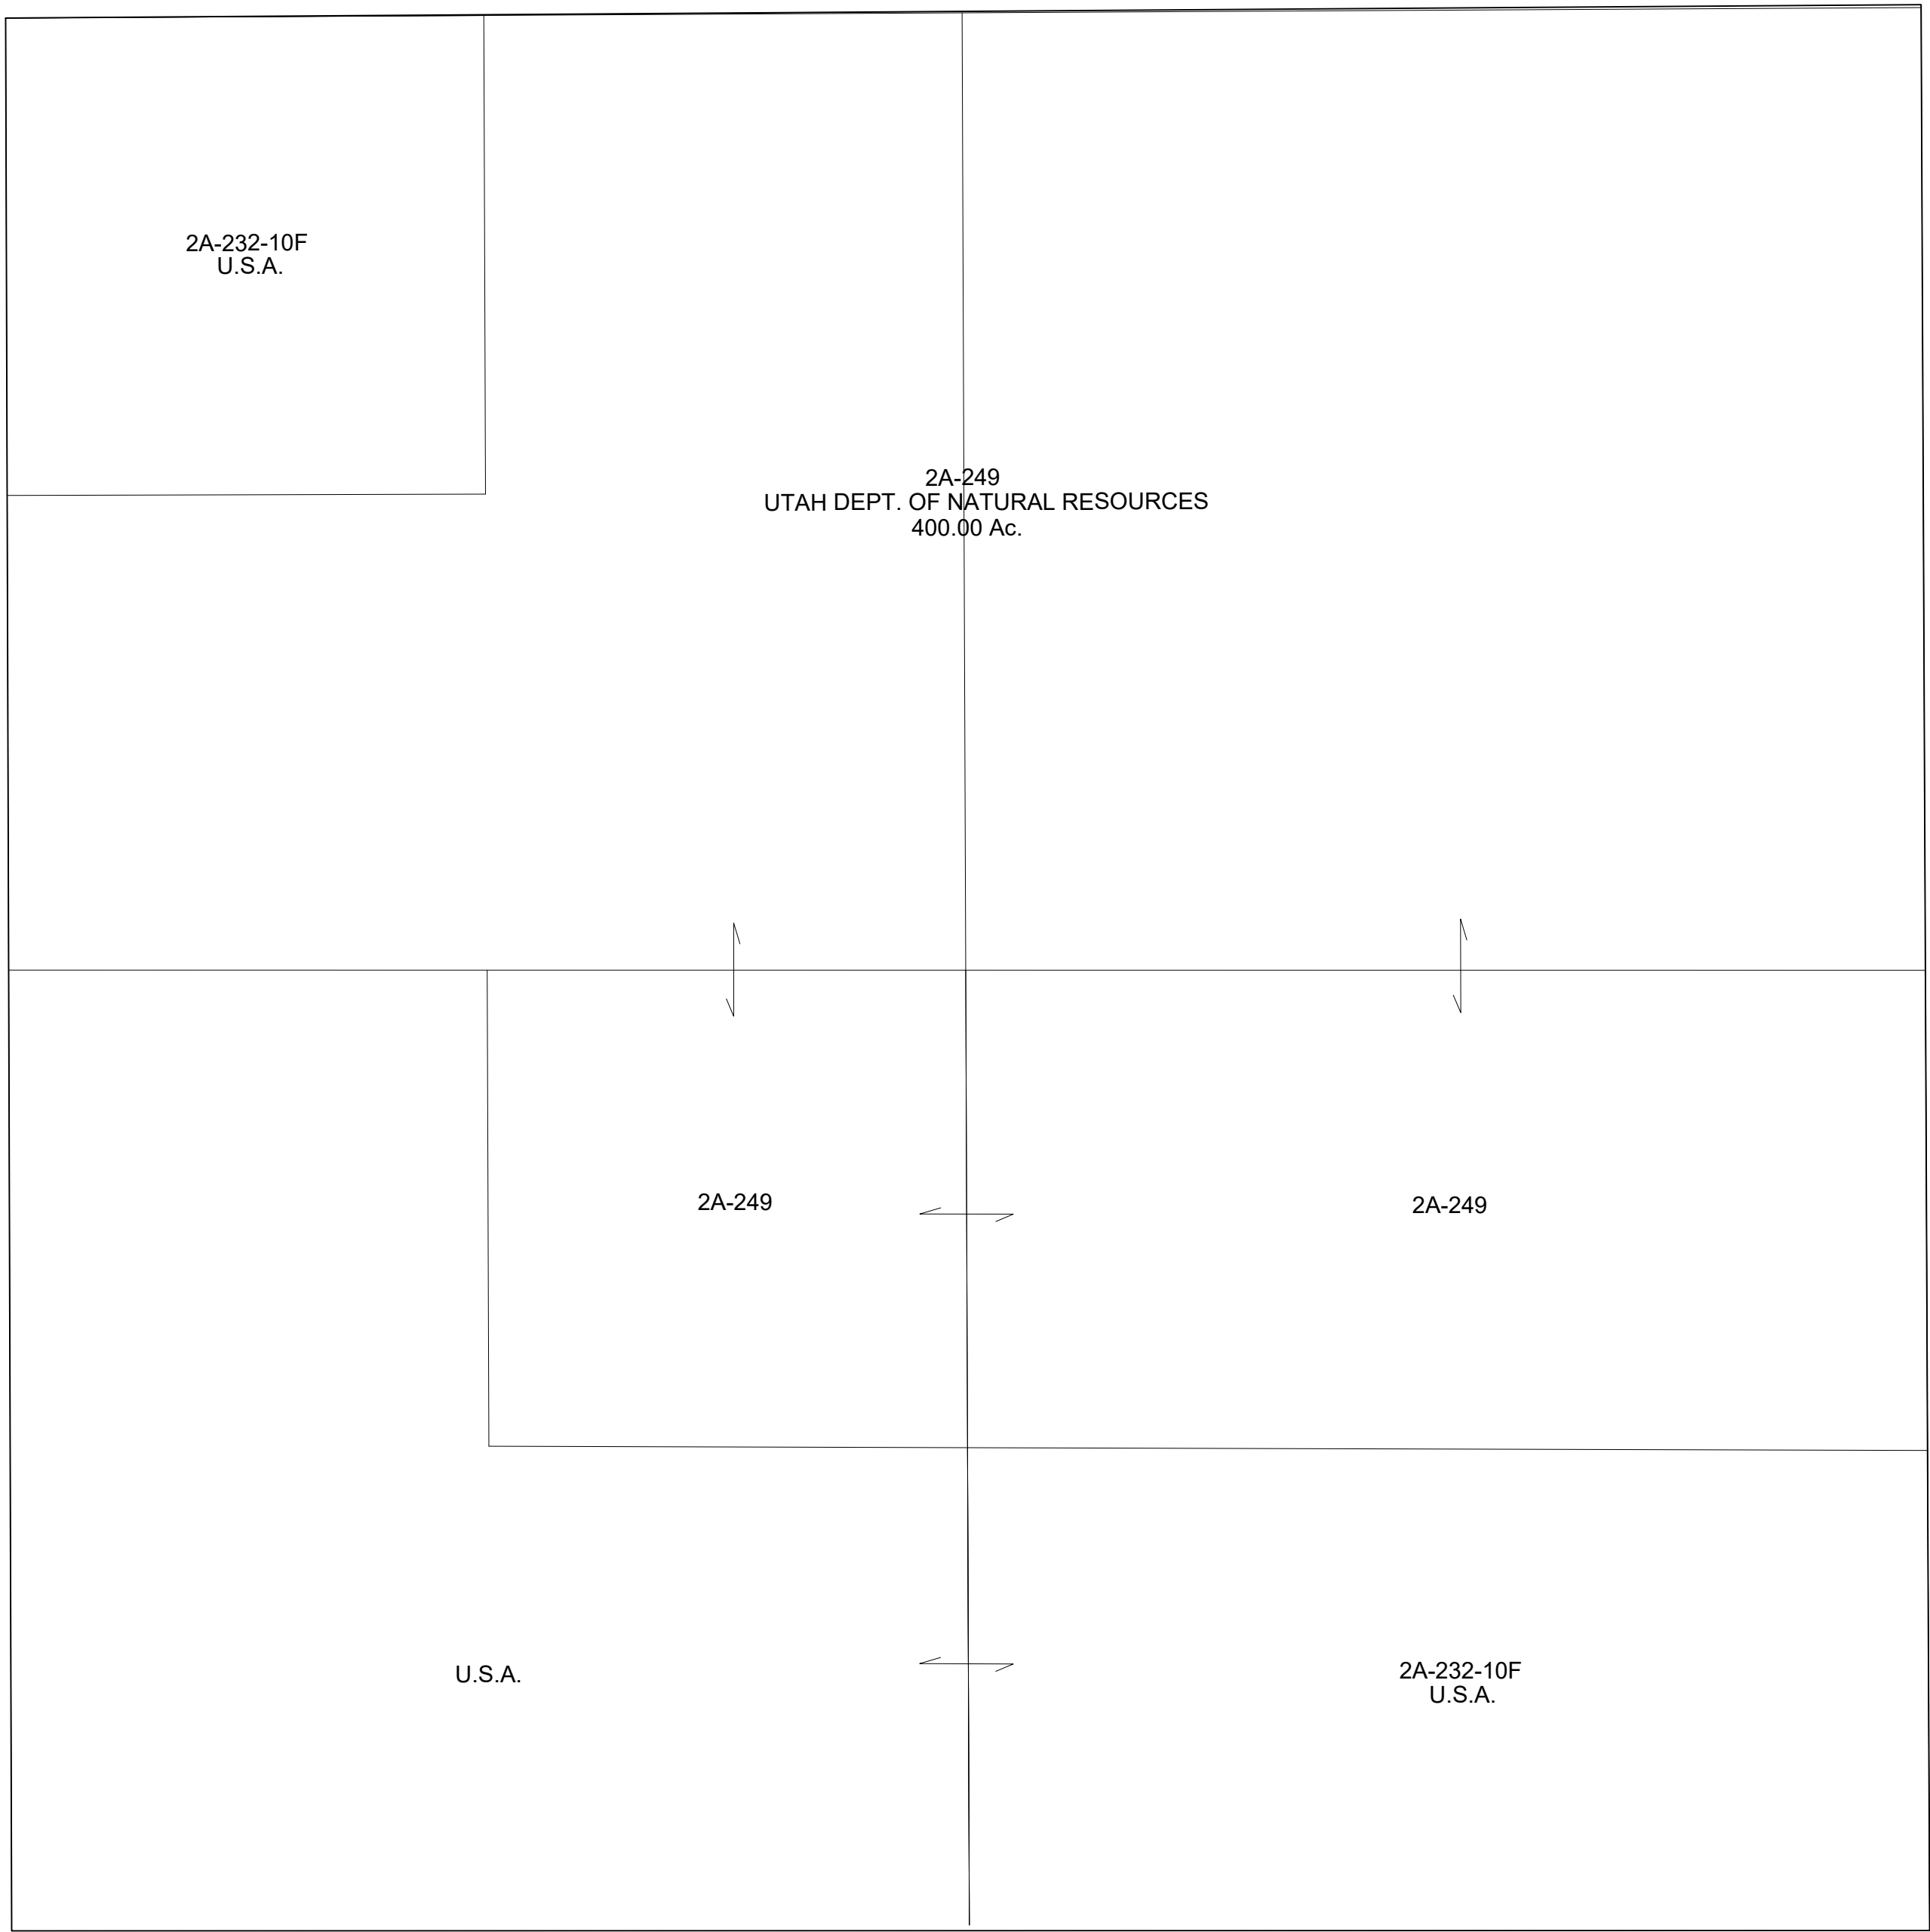 2A-232-10F
U.S.A.
2A-249
UTAH DEPT. OF NATURAL RESOURCES
400.00 Ac.
2A-249
2A-249
U.S.A.
2A-232-10F
U.S.A.